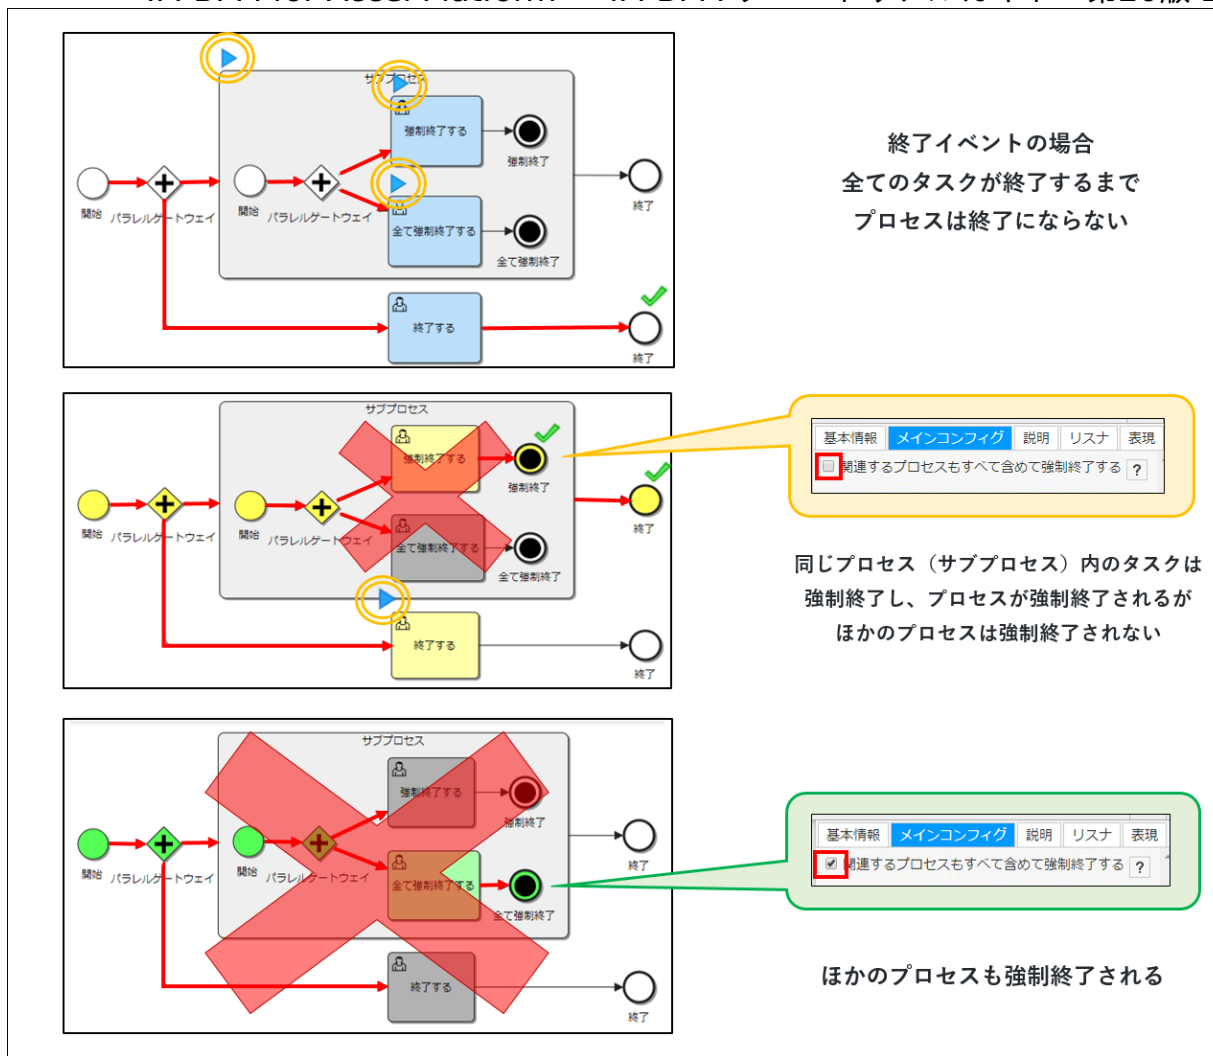 サブプロセス
強制終了する
強制終了
開始
パラレルゲートウェイ
開始
パラレルゲートウェイ
全て強制終了する
全て強制終了
終了
終了する
終了
終了イベントの場合
全てのタスクが終了するまで
プロセスは終了にならない
サブプロセス
強制終了する
強制終了
開始
パラレルゲートウェイ
開始
パラレルゲートウェイ
全て強制終了する
全て強制終了
終了
終了する
終了
基本情報 メインコンフィグ 説明 リスナ 表現
関連するプロセスもすべて含めて強制終了する ?
同じプロセス（サブプロセス）内のタスクは
強制終了し、プロセスが強制終了されるが
ほかのプロセスは強制終了されない
サブプロセス
強制終了する
強制終了
開始
パラレルゲートウェイ
開始
パラレルゲートウェイ
全て強制終了する
全て強制終了
終了
終了する
終了
基本情報 メインコンフィグ 説明 リスナ 表現
関連するプロセスもすべて含めて強制終了する ?
ほかのプロセスも強制終了される